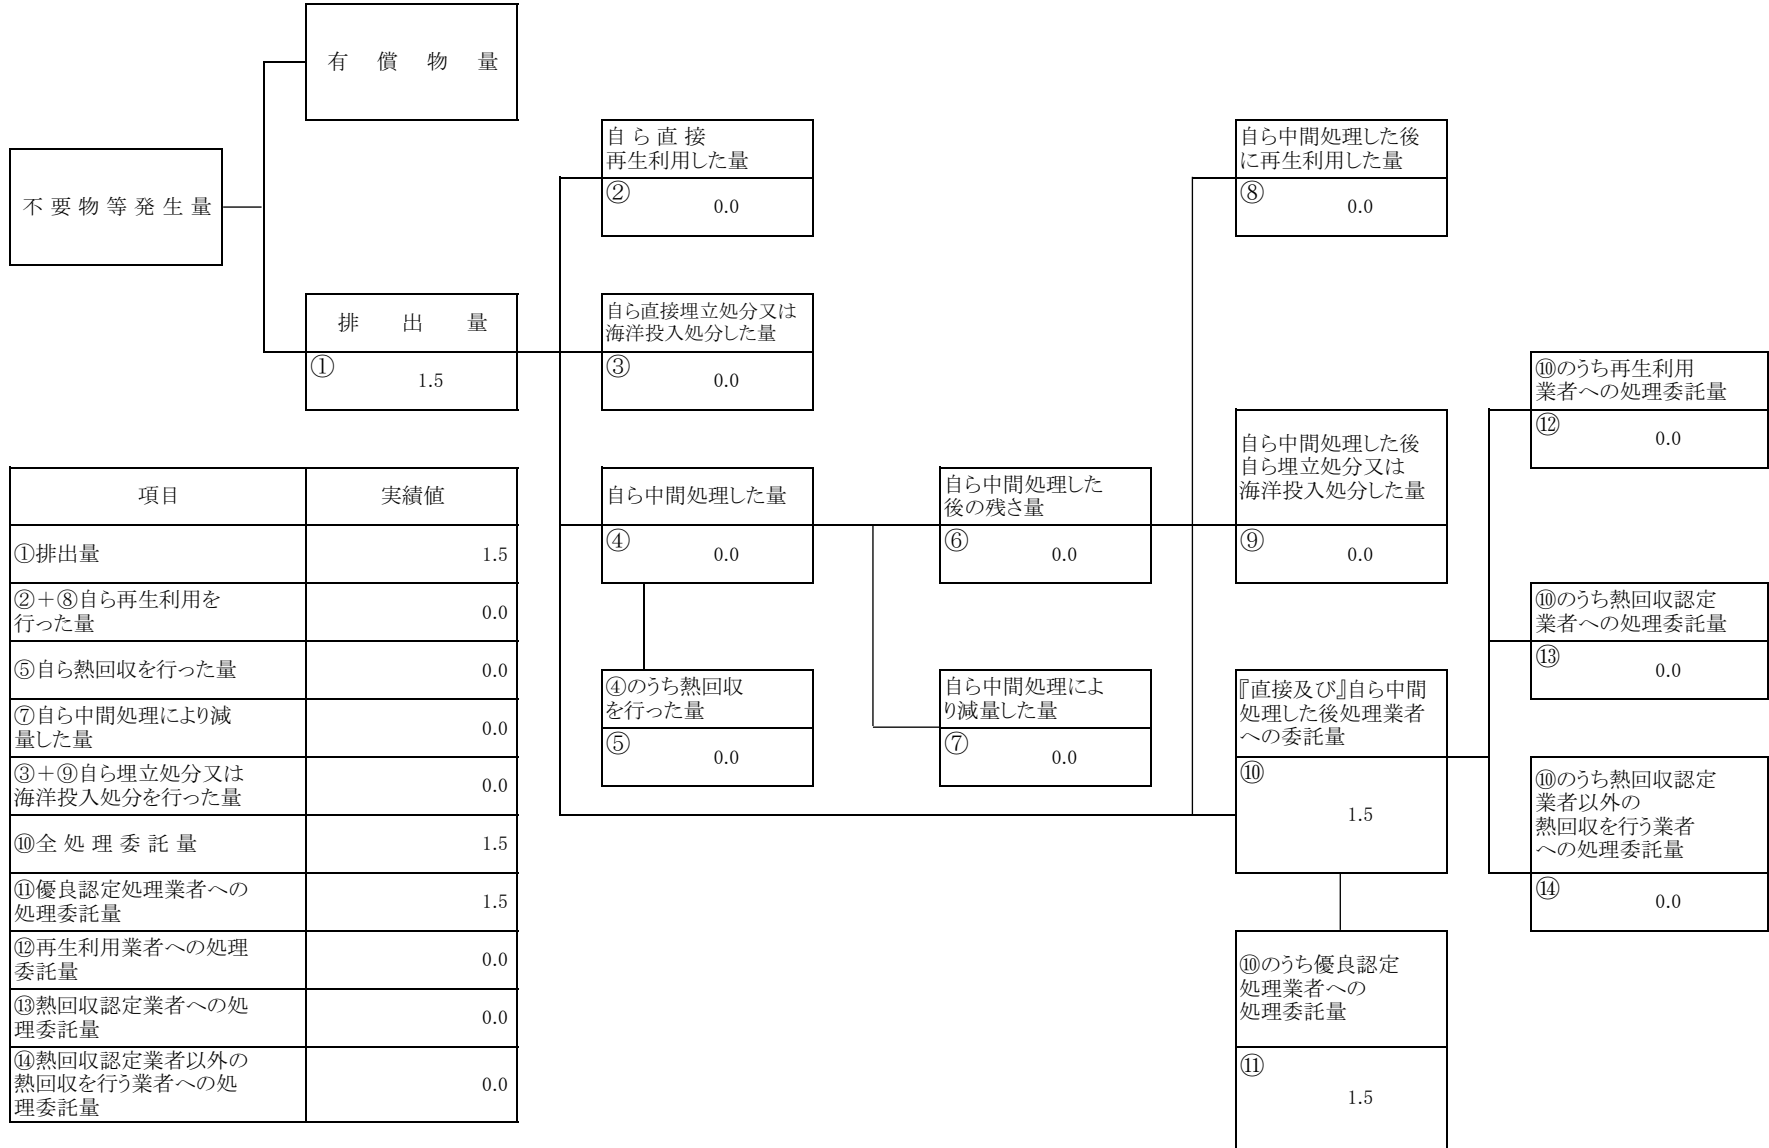 有償物量
不要物等発生量
排出量
①
1.5
自ら直接
再生利用した量
②
0.0
自ら直接埋立処分又は
海洋投入処分した量
③
0.0
自ら中間処理した量
④
0.0
④のうち熱回収
を行った量
⑤
0.0
自ら中間処理した
後の残さ量
⑥
0.0
自ら中間処理によ
り減量した量
⑦
0.0
自ら中間処理した後
に再生利用した量
⑧
0.0
自ら中間処理した後
自ら埋立処分又は
海洋投入処分した量
⑨
0.0
『直接及び』自ら中間
処理した後処理業者
への委託量
⑩
1.5
⑩のうち優良認定
処理業者への
処理委託量
⑪
1.5
⑩のうち再生利用
業者への処理委託量
⑫
0.0
⑩のうち熱回収認定
業者への処理委託量
⑬
0.0
⑩のうち熱回収認定
業者以外の
熱回収を行う業者
への処理委託量
⑭
0.0
項目 実績値
①排出量 1.5
②＋⑧自ら再生利用を
行った量 0.0
⑤自ら熱回収を行った量 0.0
⑦自ら中間処理により減
量した量 0.0
③＋⑨自ら埋立処分又は
海洋投入処分を行った量 0.0
⑩全処理委託量 1.5
⑪優良認定処理業者への
処理委託量 1.5
⑫再生利用業者への処理
委託量 0.0
⑬熱回収認定業者への処
理委託量 0.0
⑭熱回収認定業者以外の
熱回収を行う業者への処
理委託量 0.0